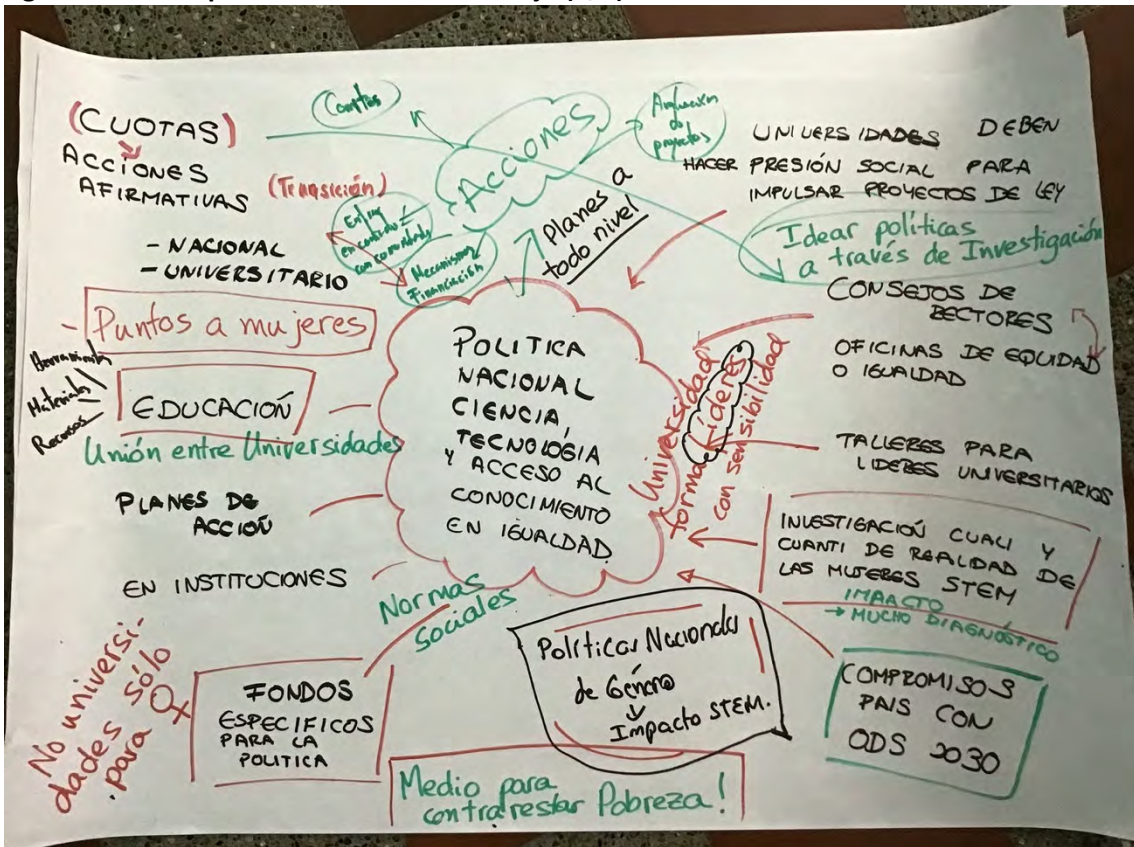 (CUOTAS)
ACCIONES
AFIRMATIVAS
(Transición)
- NACIONAL
- UNIVERSITARIO
- Puntos a mujeres
Herramientas
Materiales
Recursos
EDUCACIÓN
Unión entre Universidades
PLANES DE
ACCIÓN
EN INSTITUCIONES
No universi-
dades sólo
para ♀
FONDOS
ESPECIFICOS
PARA LA
POLITICA
Normas
Sociales
Acciones
de
proyectos
en contacto
con comunidades
Mecanismos
Financiación
Planes a
todo nivel
POLITICA
NACIONAL
CIENCIA,
TECNOLOGIA
Y ACCESO AL
CONOCIMIENTO
EN IGUALDAD
Universidad
forma líderes
con sensibilidad
UNIVERSIDADES DEBEN
HACER PRESIÓN SOCIAL PARA
IMPULSAR PROYECTOS DE LEY
Idear políticas
a través de Investigación
CONSEJOS DE
RECTORES
OFICINAS DE EQUIDAD
O IGUALDAD
TALLERES PARA
LIDERES UNIVERSITARIOS
INVESTIGACIÓN CUALI Y
CUANTI DE REALIDAD DE
LAS MUJERES STEM
IMPACTO
→ MUCHO DIAGNÓSTICO
COMPROMISOS
PAIS CON
ODS 2030
Políticas Nacionales
de Género
↓
Impacto STEM.
Medio para
contrarrestar Pobreza!